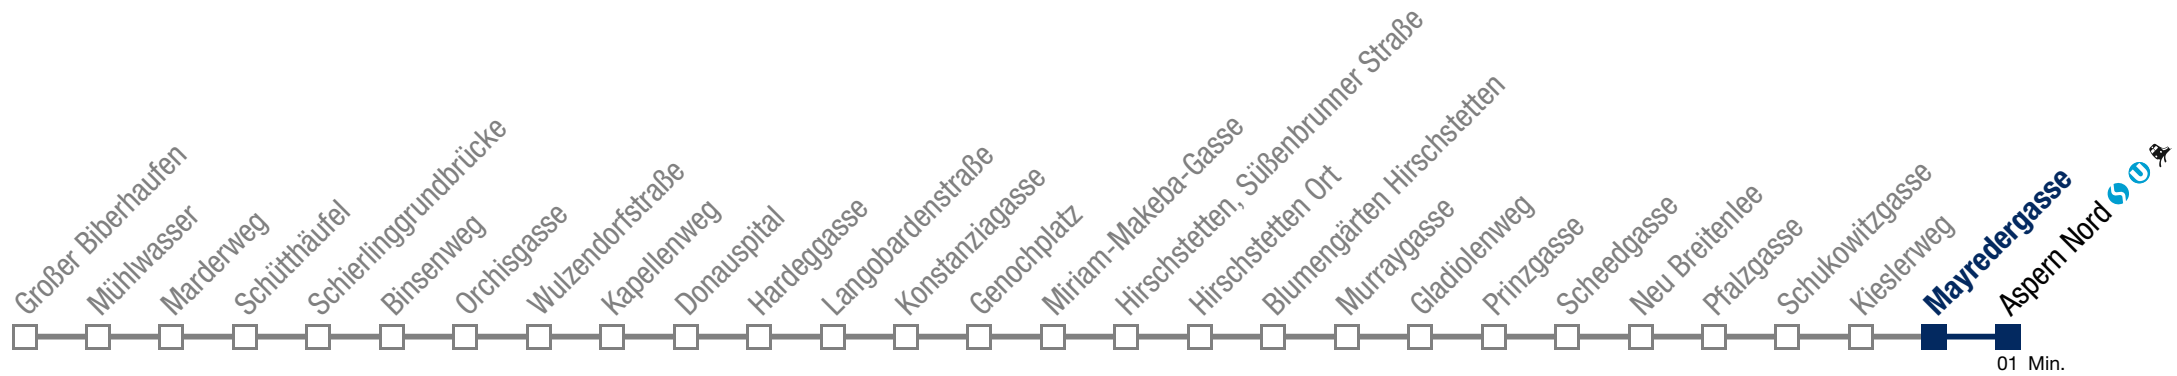 Großer Biberhaufen
Mühlwasser
Marderweg
Schütthäufel
Schierlinggrundbrücke
Binsenweg
Orchisgasse
Wulzendorfstraße
Kapellenweg
Donauspital
Hardeggasse
Langobardenstraße
Konstanziagasse
Genochplatz
Miriam-Makeba-Gasse
Hirschstetten, Süßenbrunner Straße
Hirschstetten Ort
Blumengärten Hirschstetten
Murraygasse
Gladiolenweg
Prinzgasse
Scheedgasse
Neu Breitenlee
Pfalzgasse
Schukowitzgasse
Kieslerweg
Mayredergasse
Aspern Nord S U
01 Min.